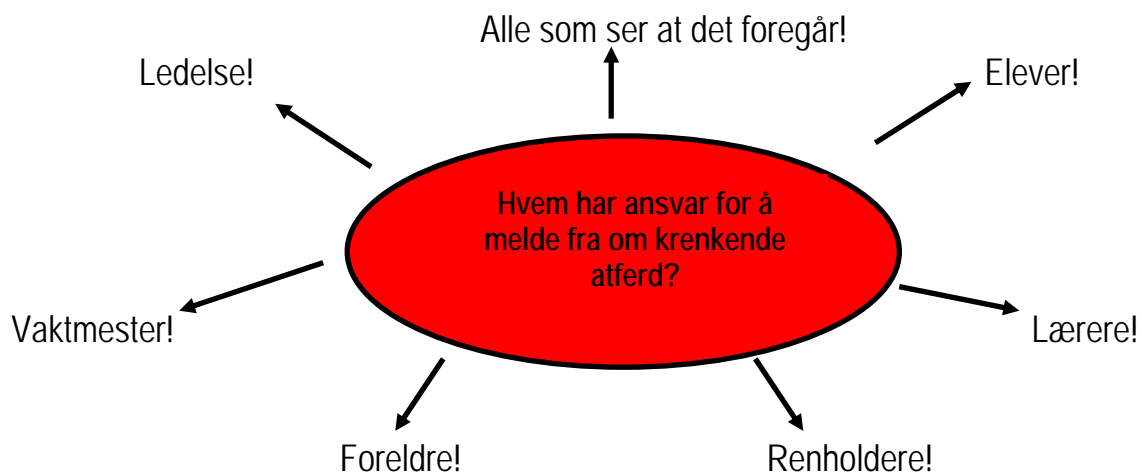 Alle som ser at det foregår!
Ledelse!
Elever!
Hvem har ansvar for å
melde fra om krenkende
atferd?
Vaktmester!
Lærere!
Foreldre!
Renholdere!